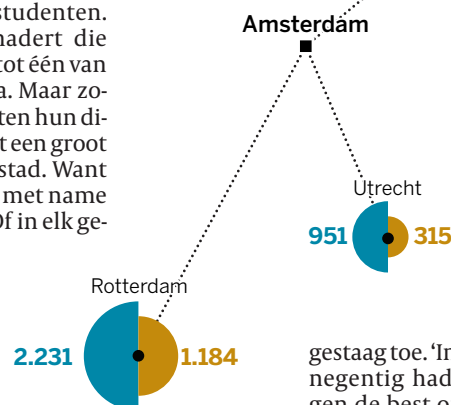 studenten.
nadert die
tot één van
a. Maar zo-
ten hun di-
t een groot
stad. Want
met name
Of in elk ge-
Amsterdam
Utrecht
951 315
Rotterdam
2.231 1.184
gestaag toe. ‘In
negentig had
gen de best o